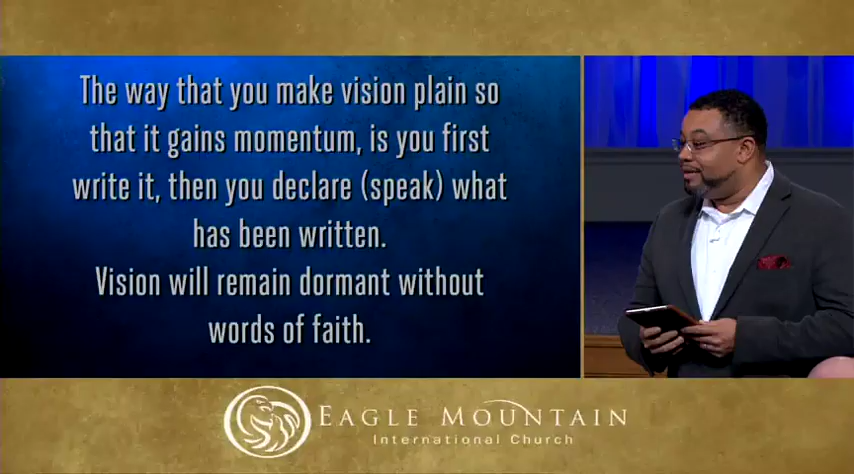 The way that you make vision plain so
that it gains momentum, is you first
write it, then you declare (speak) what
has been written.
Vision will remain dormant without
words of faith.
EAGLE MOUNTAIN
International Church